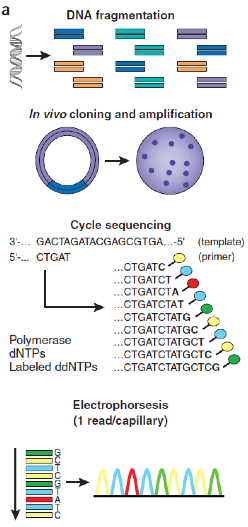 a
DNA fragmentation
In vivo cloning and amplification
Cycle sequencing
3'-... GACTAGATACGAGCGTGA...-5' (template)
5'-... CTGAT (primer)
...CTGATC
...CTGATCT
...CTGATCTA
...CTGATCTAT
...CTGATCTATG
...CTGATCTATGC
...CTGATCTATGCT
...CTGATCTATGCTC
...CTGATCTATGCTCG
Polymerase
dNTPs
Labeled ddNTPs
Electrophorsesis
(1 read/capillary)
G
C
T
C
G
T
A
T
C